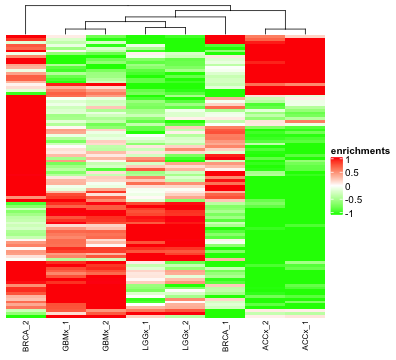 enrichments
1
0.5
0
-0.5
-1
BRCA_2
GBMx_1
GBMx_2
LGGx_1
LGGx_2
BRCA_1
ACCx_2
ACCx_1